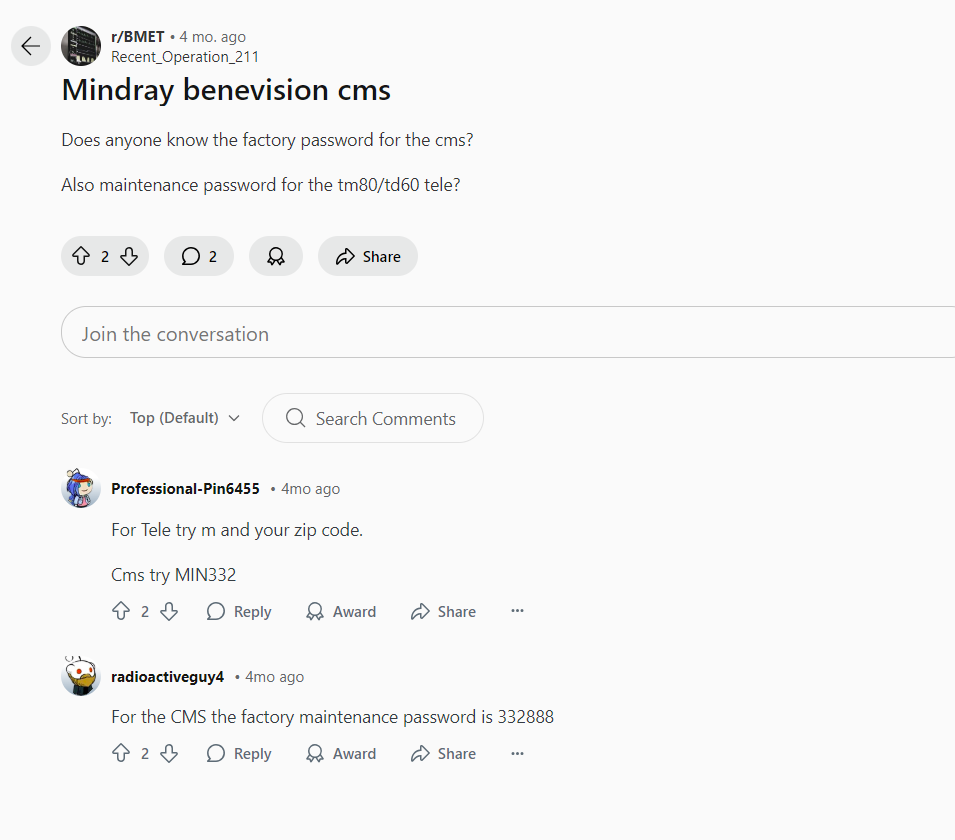 r/BMET • 4 mo. ago
Recent_Operation_211
Mindray benevision cms
Does anyone know the factory password for the cms?
Also maintenance password for the tm80/td60 tele?
2 2 Share
Join the conversation
Sort by: Top (Default) Search Comments
Professional-Pin6455 • 4mo ago
For Tele try m and your zip code.
Cms try MIN332
2 Reply Award Share ···
radioactiveguy4 • 4mo ago
For the CMS the factory maintenance password is 332888
2 Reply Award Share ···